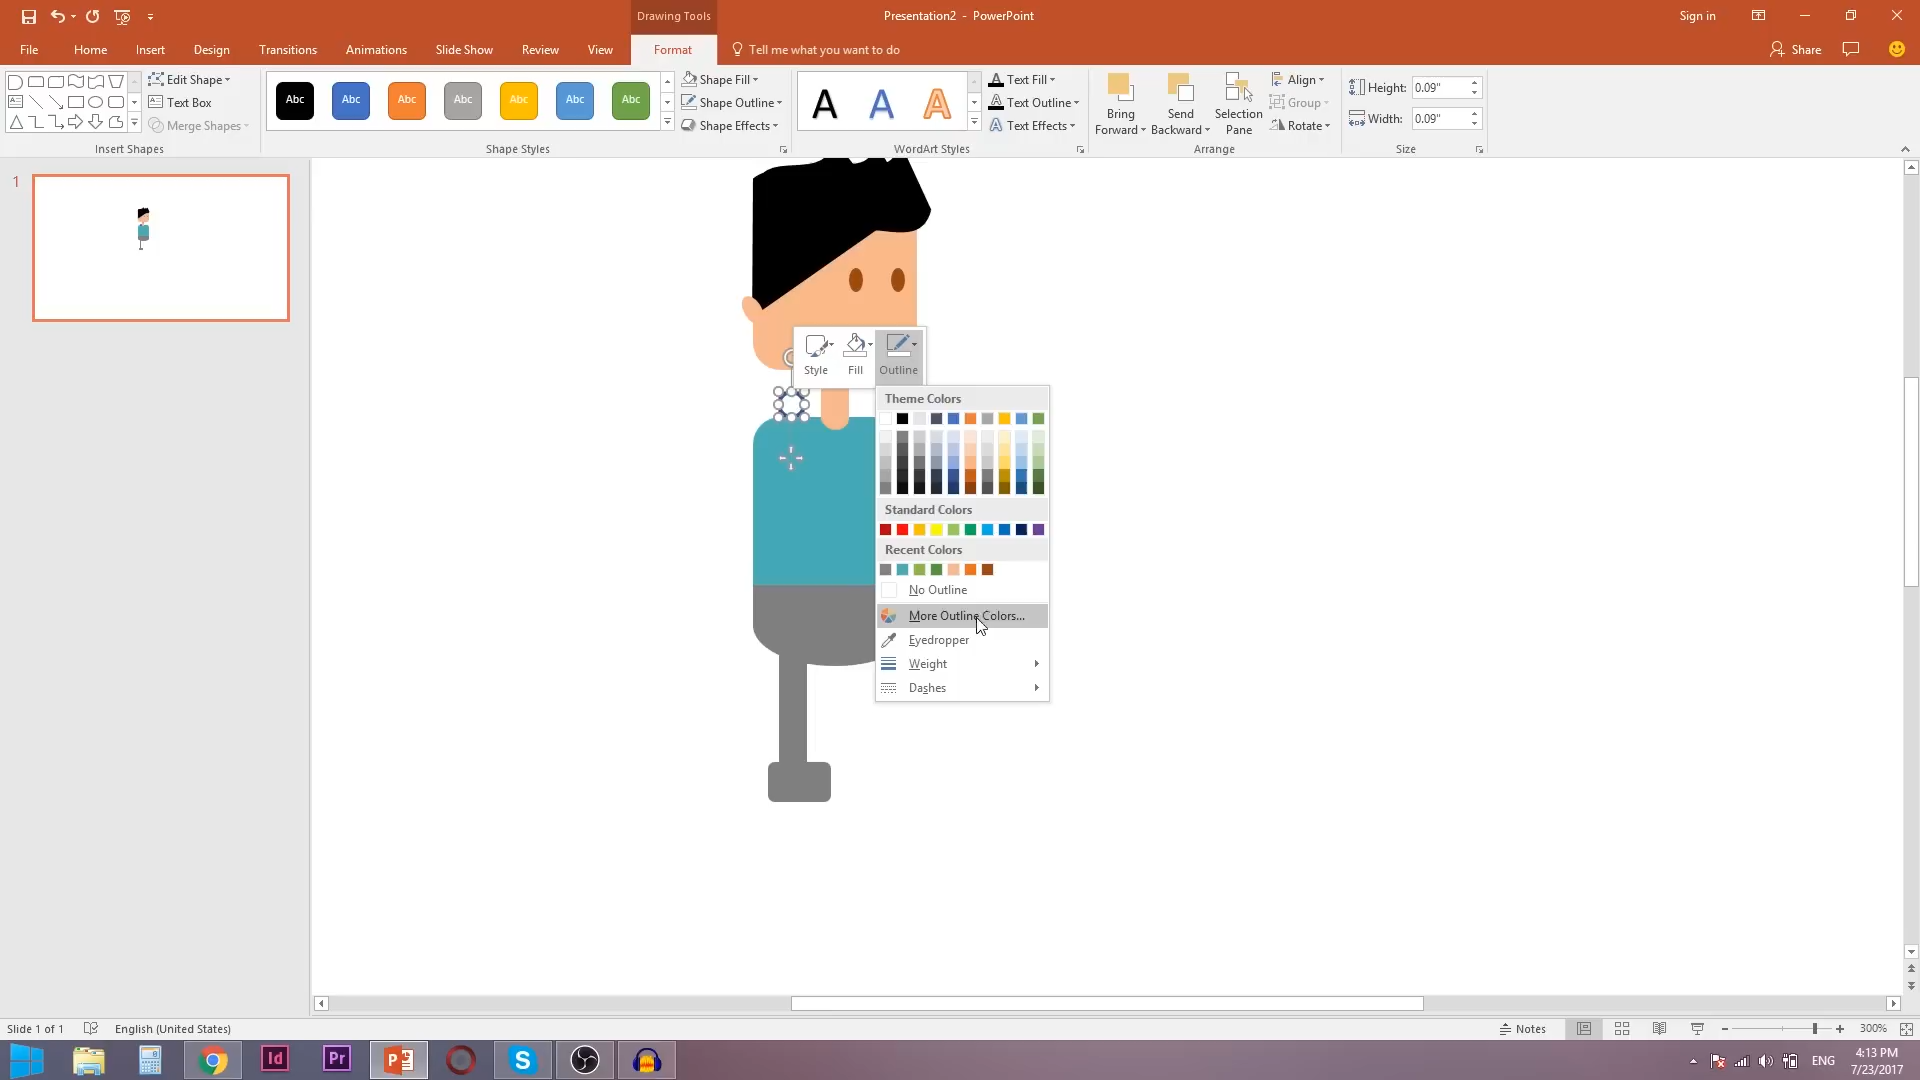 Drawing Tools
Presentation2 - PowerPoint
Sign in
File Home Insert Design Transitions Animations Slide Show Review View Format Tell me what you want to do Share
Edit Shape
Text Box
Merge Shapes
Insert Shapes
Abc Abc Abc Abc Abc Abc Abc
Shape Fill
Shape Outline
Shape Effects
Shape Styles
A A A
Text Fill
Text Outline
Text Effects
WordArt Styles
Bring Forward
Send Backward
Selection Pane
Align
Group
Rotate
Arrange
Height: 0.09"
Width: 0.09"
Size
1
Style Fill Outline
Theme Colors
Standard Colors
Recent Colors
No Outline
More Outline Colors...
Eyedropper
Weight
Dashes
Slide 1 of 1 English (United States) Notes 300%
Id Pr
ENG
4:13 PM
7/23/2017